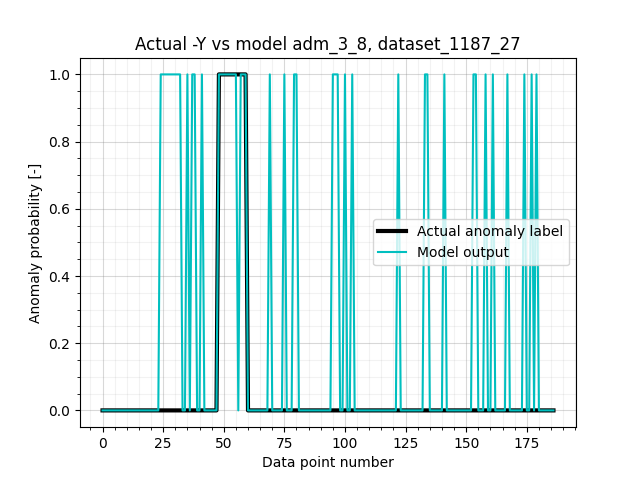 Actual -Y vs model adm_3_8, dataset_1187_27
1.0
0.8
0.6
0.4
0.2
0.0
Anomaly probability [-]
Actual anomaly label
Model output
0 25 50 75 100 125 150 175
Data point number